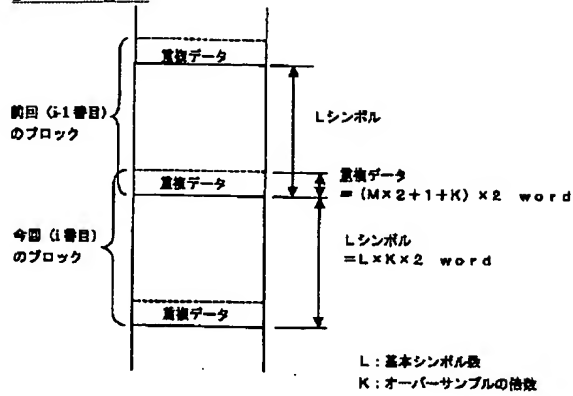 重複データ
前回（i-1番目）
のブロック
Lシンボル
重複データ
重複データ
＝（M×2＋1＋K）×2 word
今回（i番目）
のブロック
Lシンボル
＝L×K×2 word
重複データ
L：基本シンボル数
K：オーバーサンプルの倍数